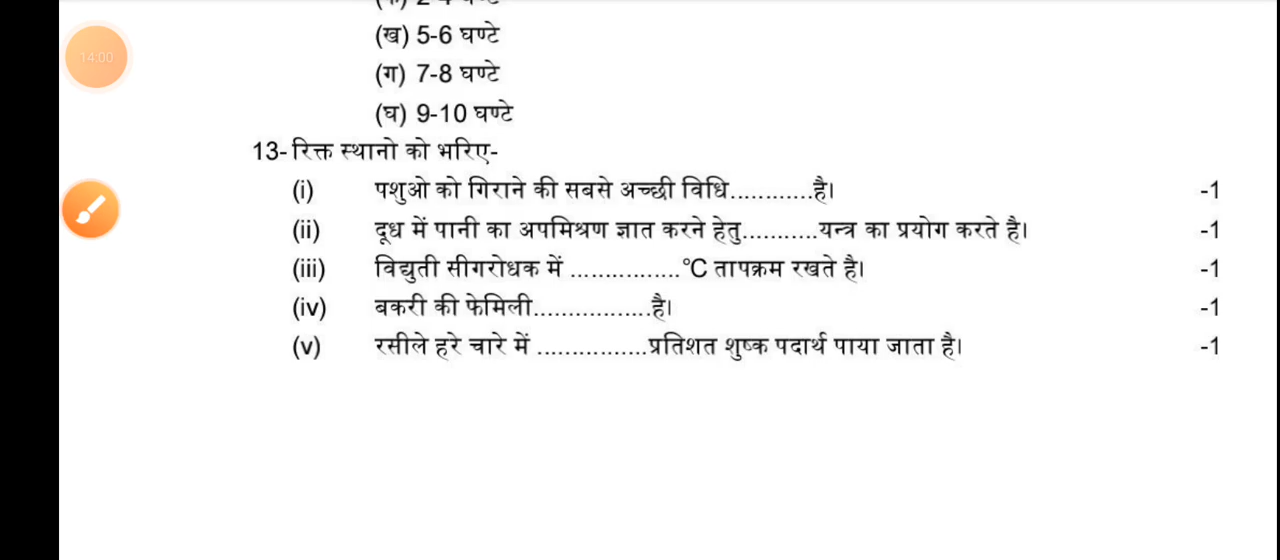 (ख) 5-6 घण्टे
14:00
(ग) 7-8 घण्टे
(घ) 9-10 घण्टे
13- रिक्त स्थानो को भरिए-
(i) पशुओ को गिराने की सबसे अच्छी विधि............है। -1
(ii) दूध में पानी का अपमिश्रण ज्ञात करने हेतु...........यन्त्र का प्रयोग करते है। -1
(iii) विद्युती सीगरोधक में ................°C तापक्रम रखते है। -1
(iv) बकरी की फेमिली.................है। -1
(v) रसीले हरे चारे में ................प्रतिशत शुष्क पदार्थ पाया जाता है। -1